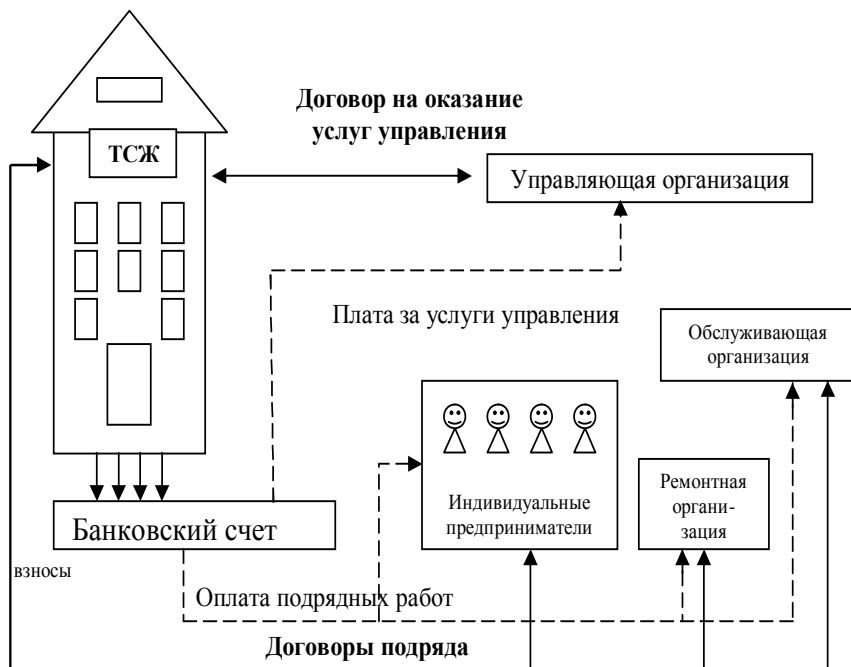 Договор на оказание
услуг управления
ТСЖ
Управляющая организация
Плата за услуги управления
Обслуживающая
организация
Индивидуальные
предприниматели
Ремонтная
органи-
зация
Банковский счет
взносы
Оплата подрядных работ
Договоры подряда